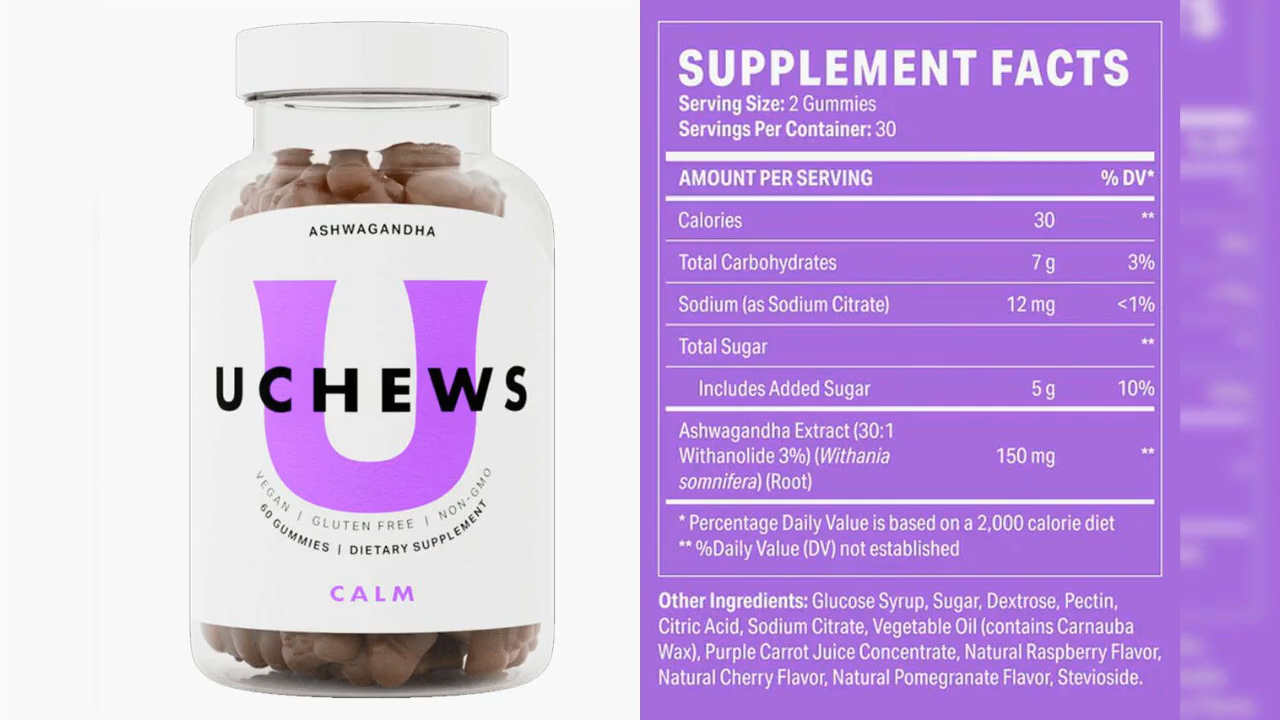 ASHWAGANDHA
U
UCHEWS
VEGAN | GLUTEN FREE | NON-GMO
60 GUMMIES | DIETARY SUPPLEMENT
CALM
SUPPLEMENT FACTS
Serving Size: 2 Gummies
Servings Per Container: 30
AMOUNT PER SERVING % DV*
Calories 30 **
Total Carbohydrates 7 g 3%
Sodium (as Sodium Citrate) 12 mg <1%
Total Sugar **
Includes Added Sugar 5 g 10%
Ashwagandha Extract (30:1
Withanolide 3%) (Withania 150 mg **
somnifera) (Root)
* Percentage Daily Value is based on a 2,000 calorie diet
** %Daily Value (DV) not established
Other Ingredients: Glucose Syrup, Sugar, Dextrose, Pectin,
Citric Acid, Sodium Citrate, Vegetable Oil (contains Carnauba
Wax), Purple Carrot Juice Concentrate, Natural Raspberry Flavor,
Natural Cherry Flavor, Natural Pomegranate Flavor, Stevioside.